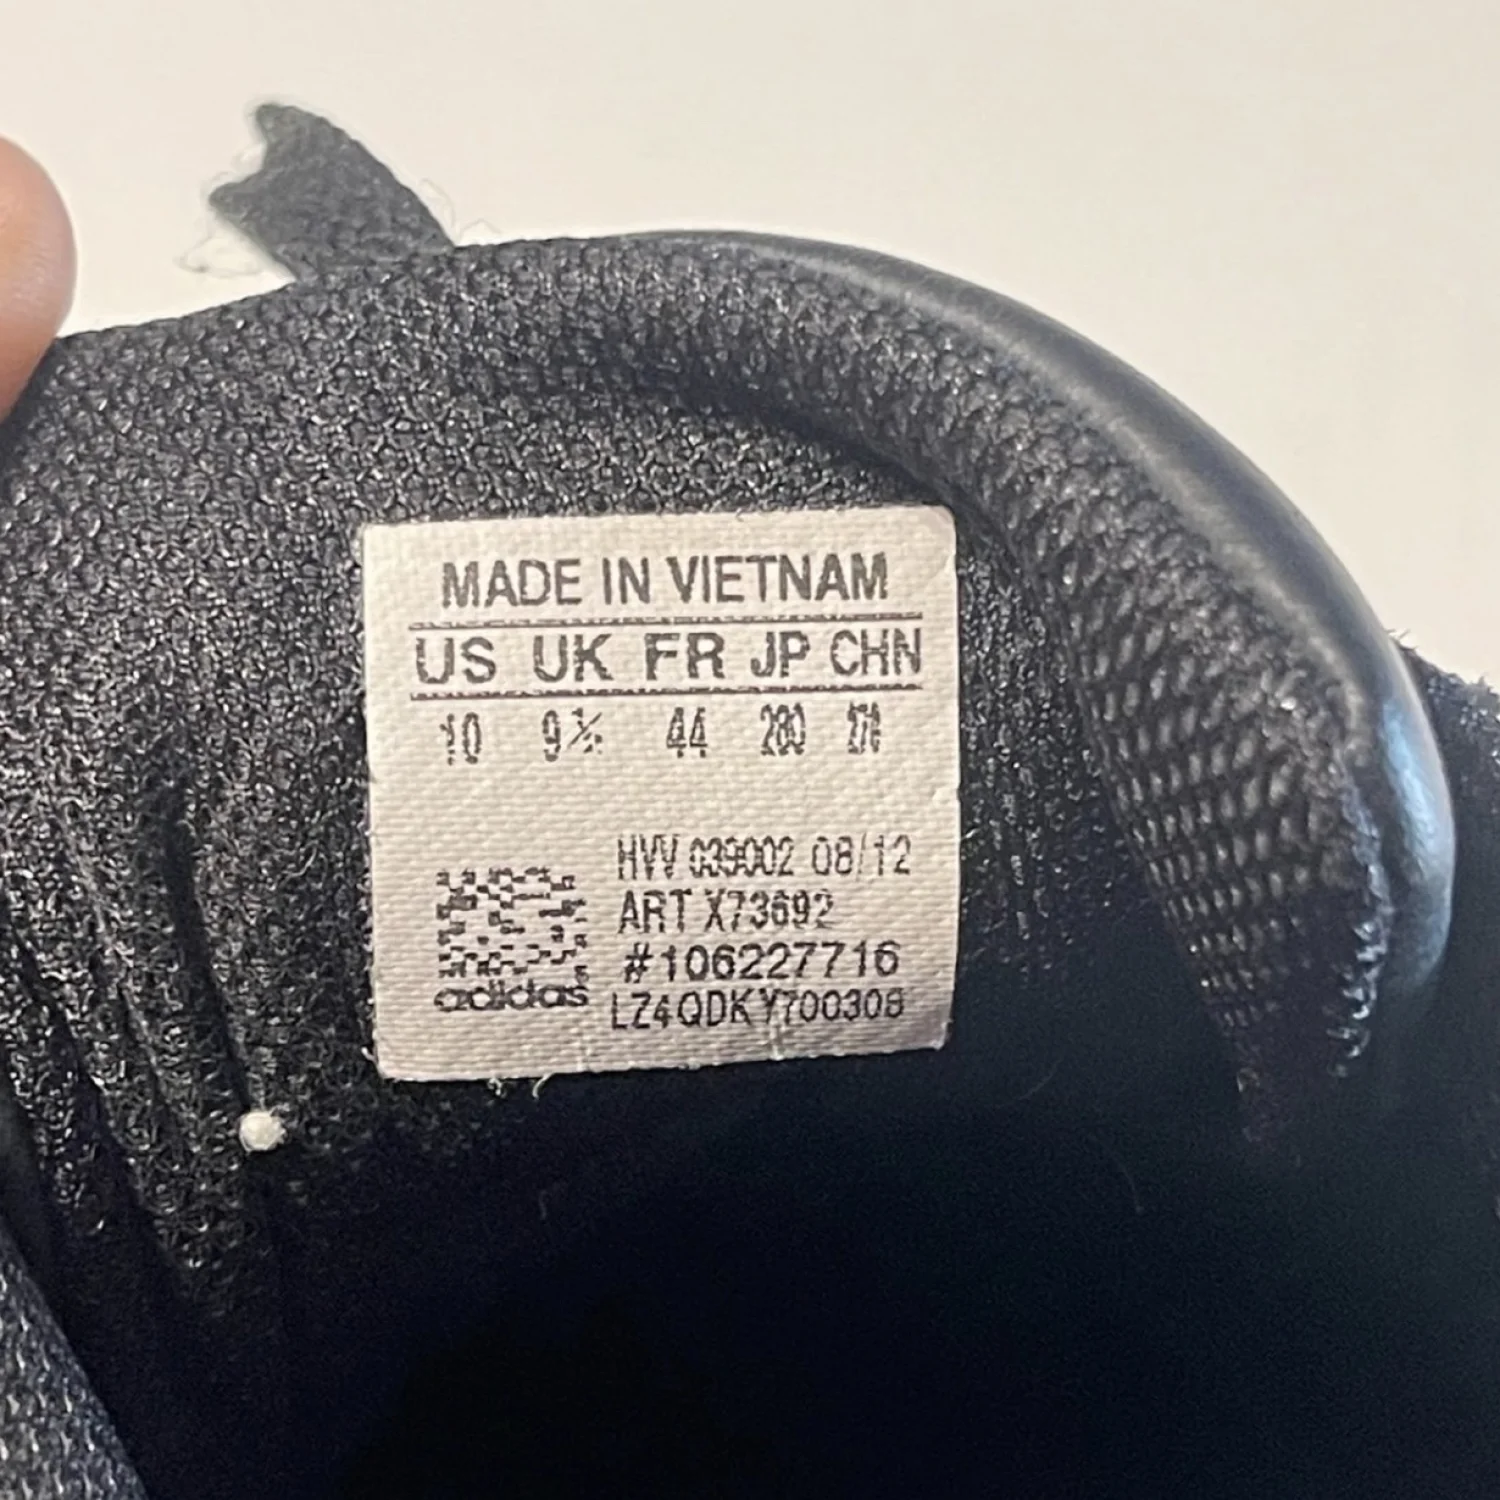 MADE IN VIETNAM
US UK FR JP CHN
10 9½ 44 280 270
HVV 039002 08/12
ART X73692
#106227716
adidas LZ4QDKY700308